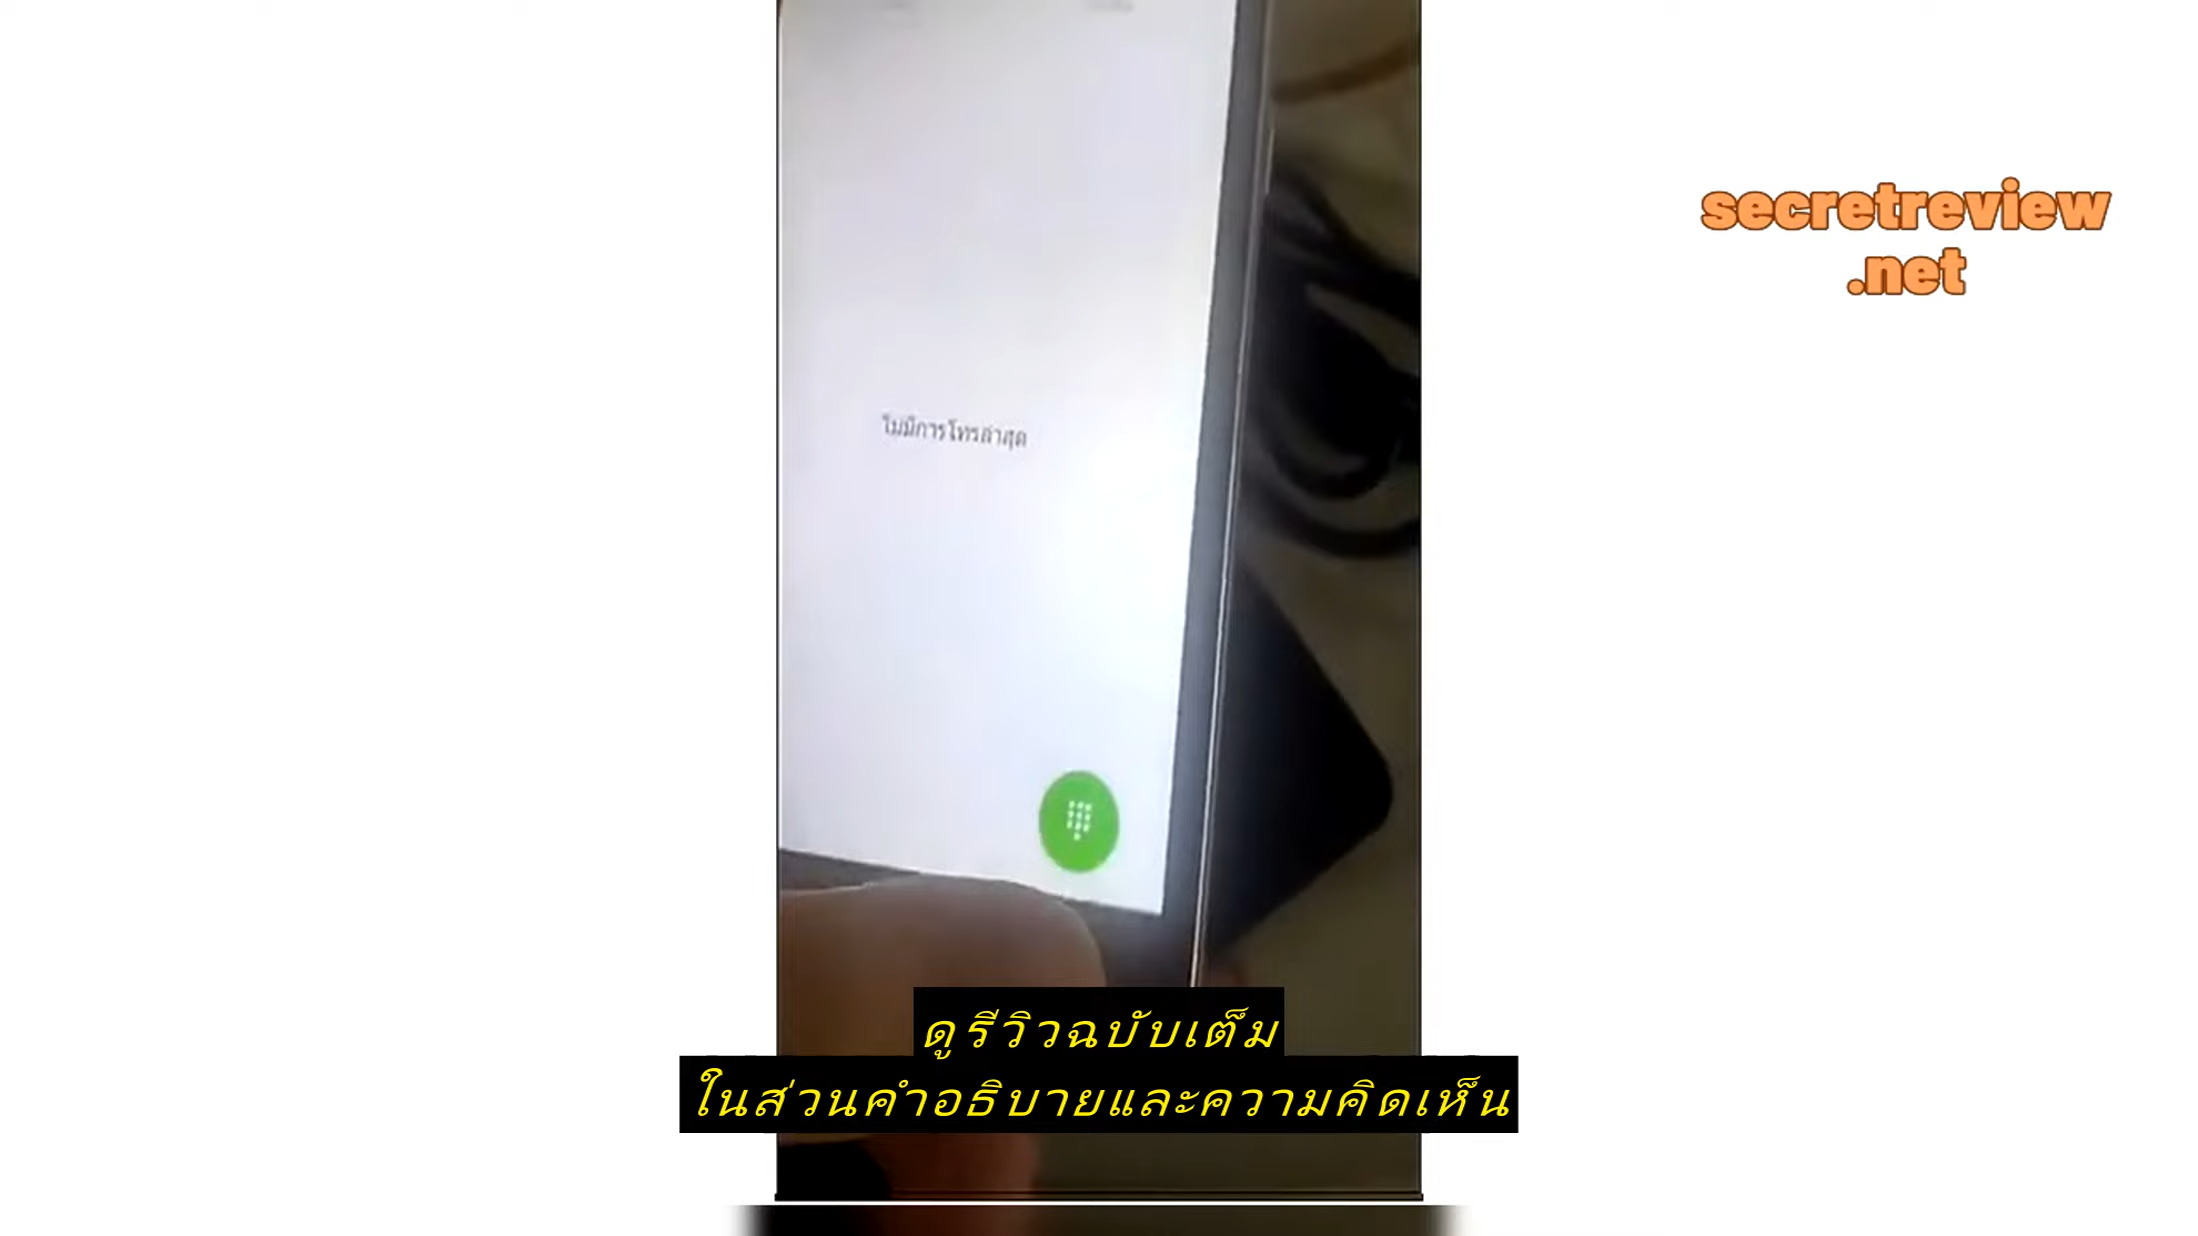 secretreview
.net
ไม่มีการโทรล่าสุด
ดูรีวิวฉบับเต็ม
ในส่วนคำอธิบายและความคิดเห็น